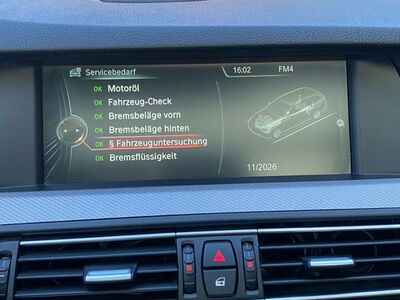 Servicebedarf 16:02 FM4
OK Motoröl
OK Fahrzeug-Check
OK Bremsbeläge vorn
OK Bremsbeläge hinten
OK § Fahrzeuguntersuchung
OK Bremsflüssigkeit
11/2026